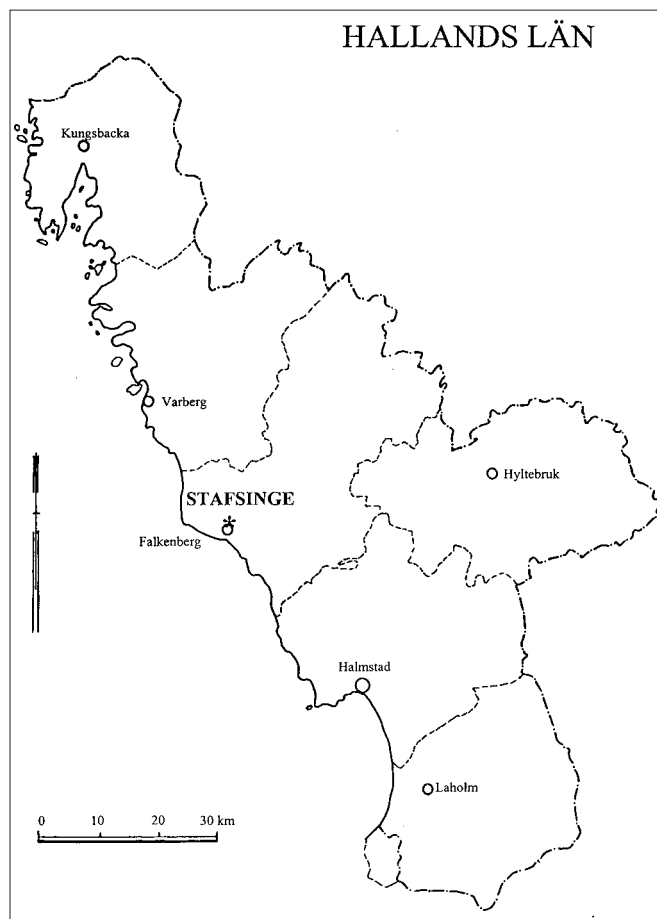 HALLANDS LÄN
Kungsbacka
Varberg
Hyltebruk
STAFSINGE
*
Falkenberg
Halmstad
Laholm
0 10 20 30 km